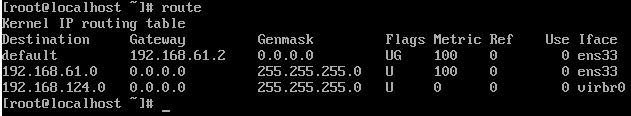 [root@localhost ~]# route
Kernel IP routing table
Destination     Gateway         Genmask         Flags Metric Ref    Use Iface
default         192.168.61.2    0.0.0.0         UG    100    0        0 ens33
192.168.61.0    0.0.0.0         255.255.255.0   U     100    0        0 ens33
192.168.124.0   0.0.0.0         255.255.255.0   U     0      0        0 virbr0
[root@localhost ~]# _